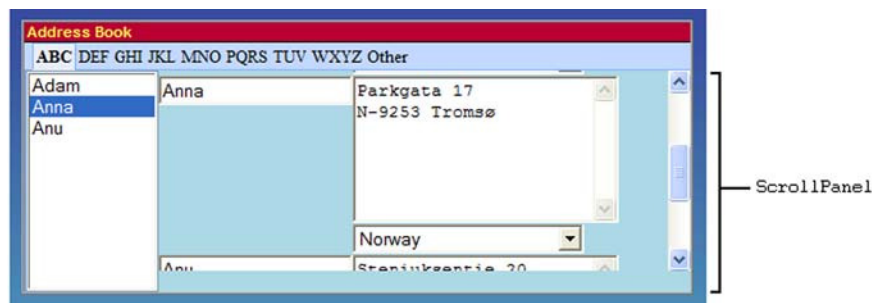 Address Book
ABC DEF GHI JKL MNO PQRS TUV WXYZ Other
Adam
Anna
Anu
Anna
Parkgata 17
N-9253 Tromsø
Norway
Anu
20
ScrollPanel